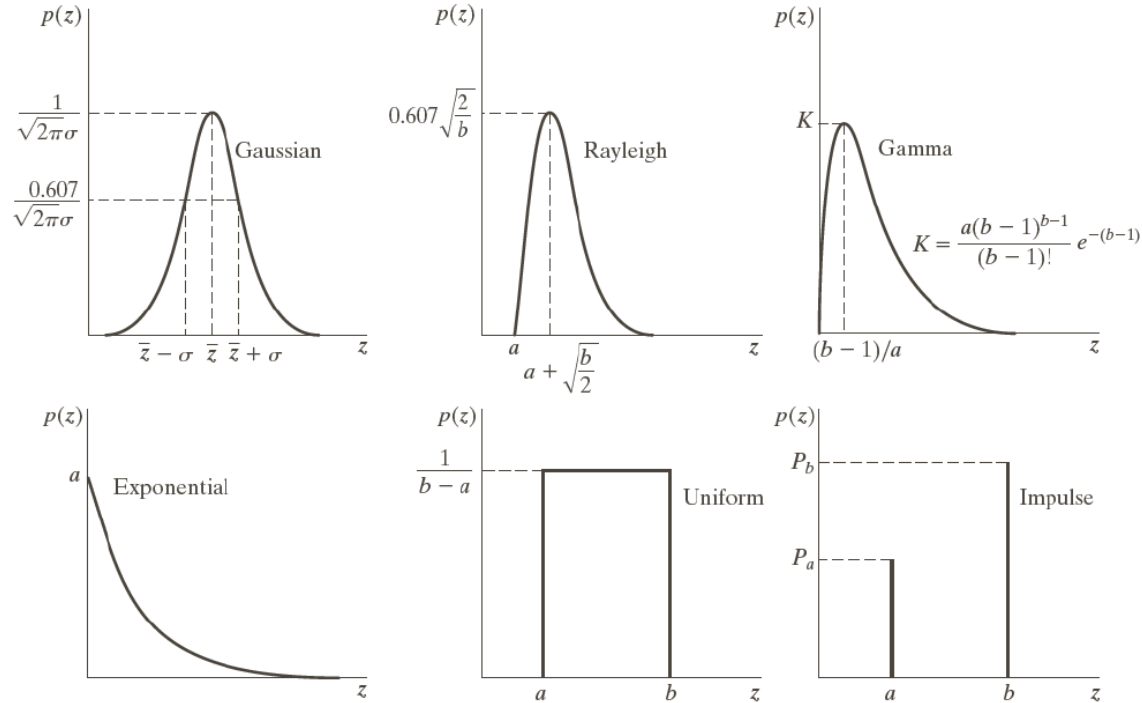 p(z)
1
√2πσ
0.607
√2πσ
Gaussian
z̄ − σ z̄ z̄ + σ z
p(z)
0.607 √2/b
Rayleigh
a
a + √b/2
z
p(z)
K
Gamma
K = a(b − 1)^{b−1} / (b − 1)! e^{−(b−1)}
(b − 1)/a
z
p(z)
a
Exponential
z
p(z)
1
b − a
Uniform
a b z
p(z)
P_b
Impulse
P_a
a b z